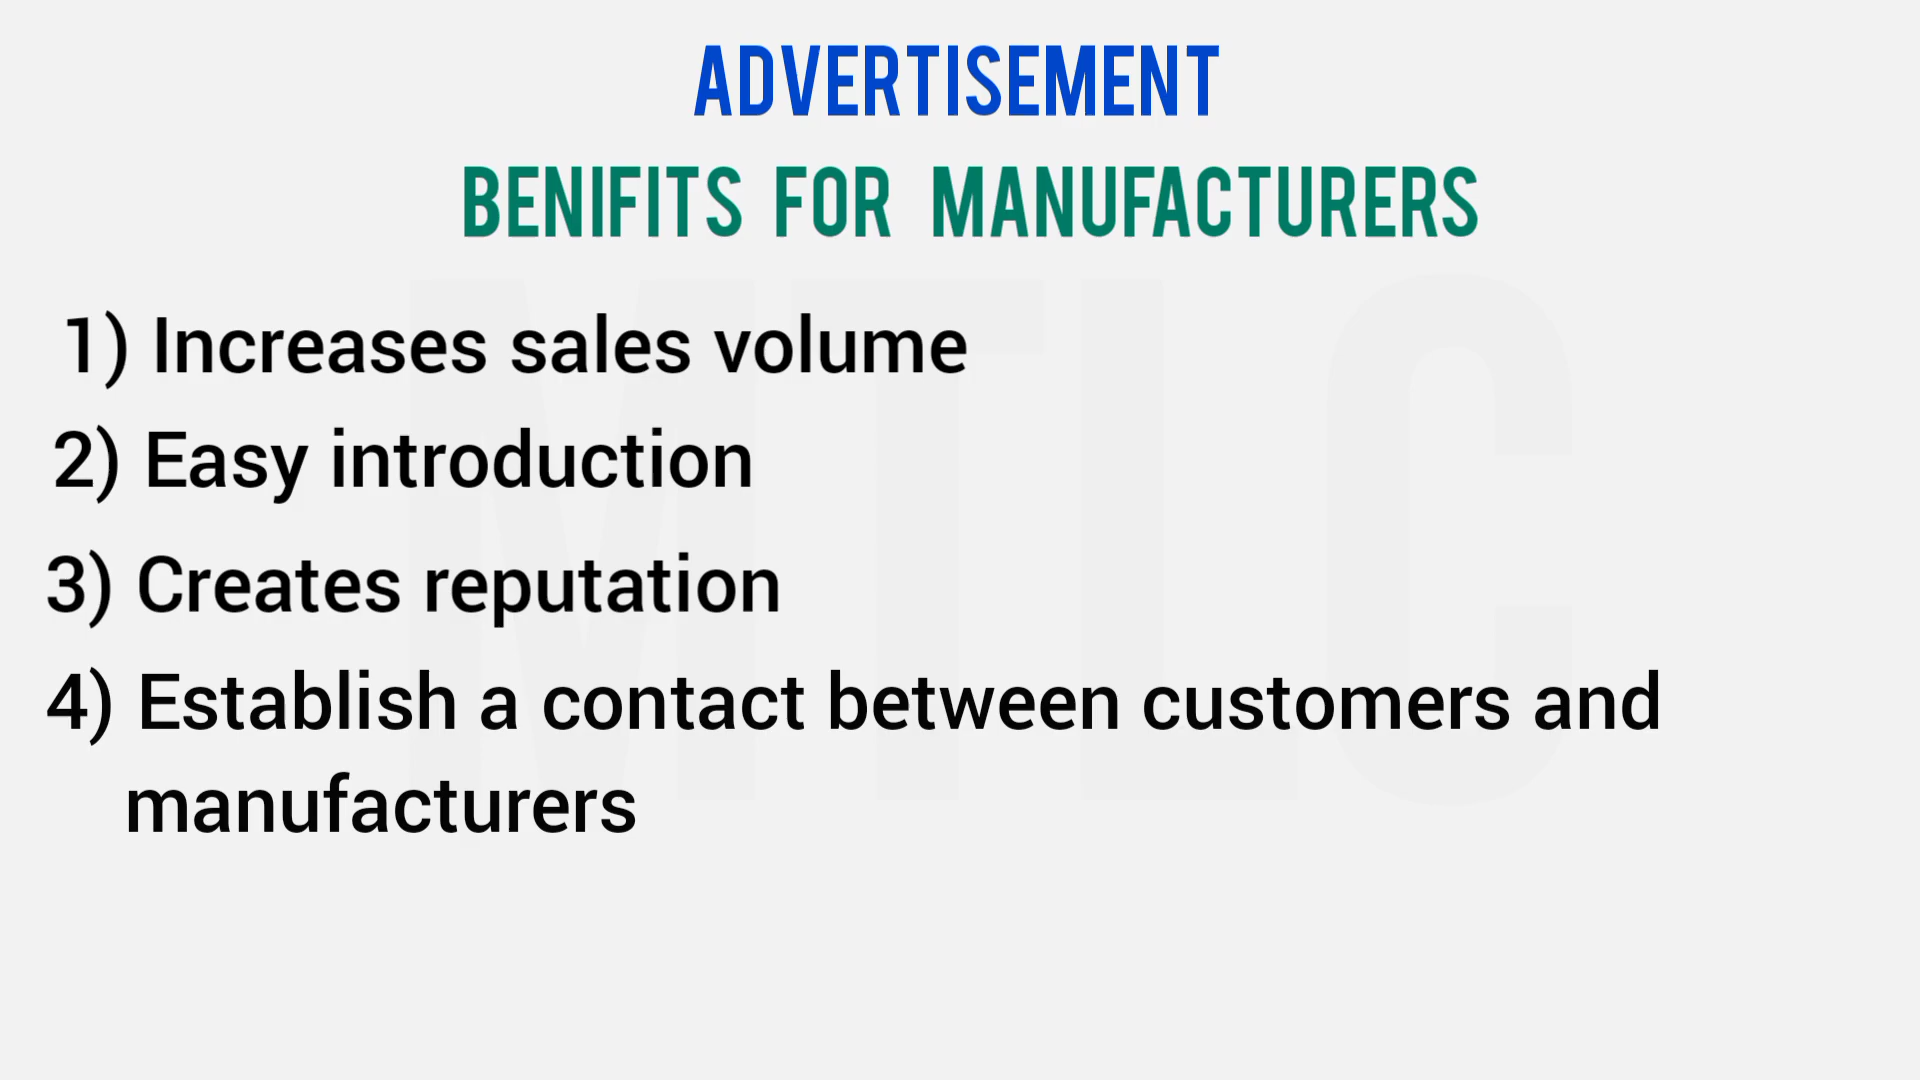 ADVERTISEMENT
BENIFITS FOR MANUFACTURERS
MTLC
1) Increases sales volume
2) Easy introduction
3) Creates reputation
4) Establish a contact between customers and
manufacturers